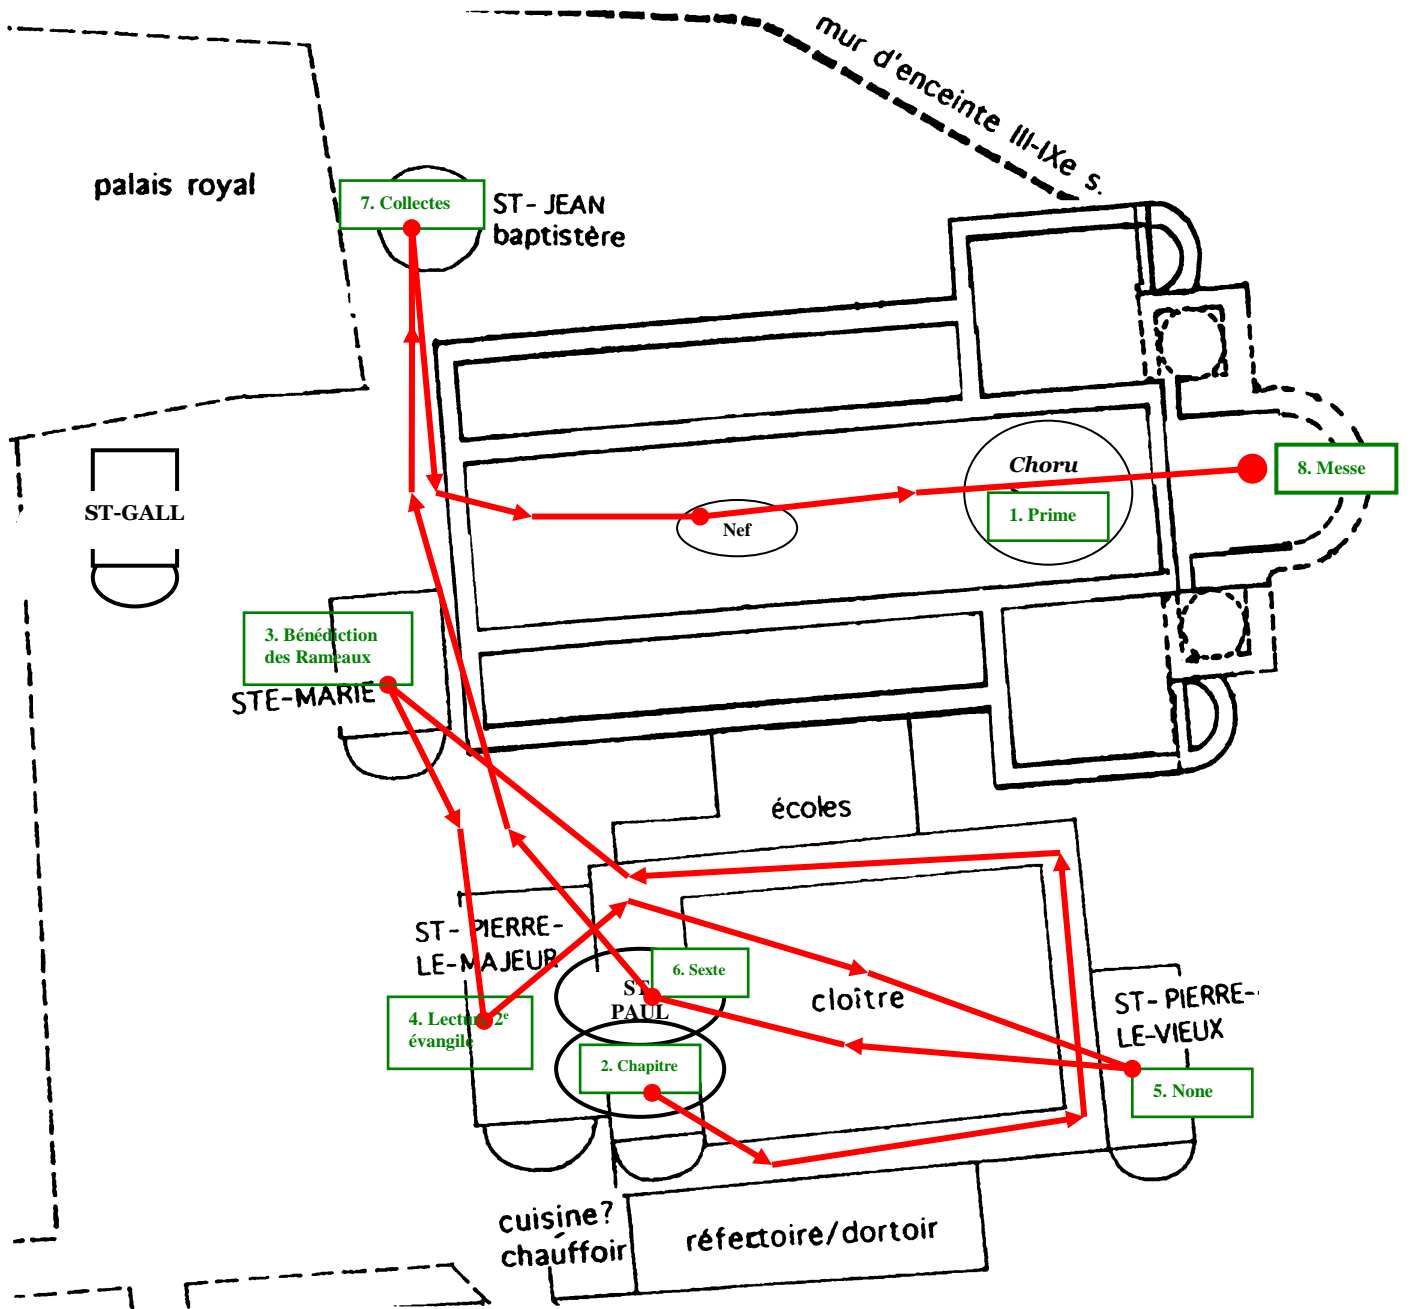 mur d'enceinte III-IXe s.
palais royal
7. Collectes
ST-JEAN
baptistère
Choru
1. Prime
8. Messe
Nef
ST-GALL
3. Bénédiction
des Rameaux
STE-MARIE
écoles
ST-PIERRE-
LE-MAJEUR
6. Sexte
ST
PAUL
cloître
ST-PIERRE-
LE-VIEUX
4. Lecture 2e
évangile
2. Chapitre
5. None
cuisine?
chauffoir
réfectoire/dortoir